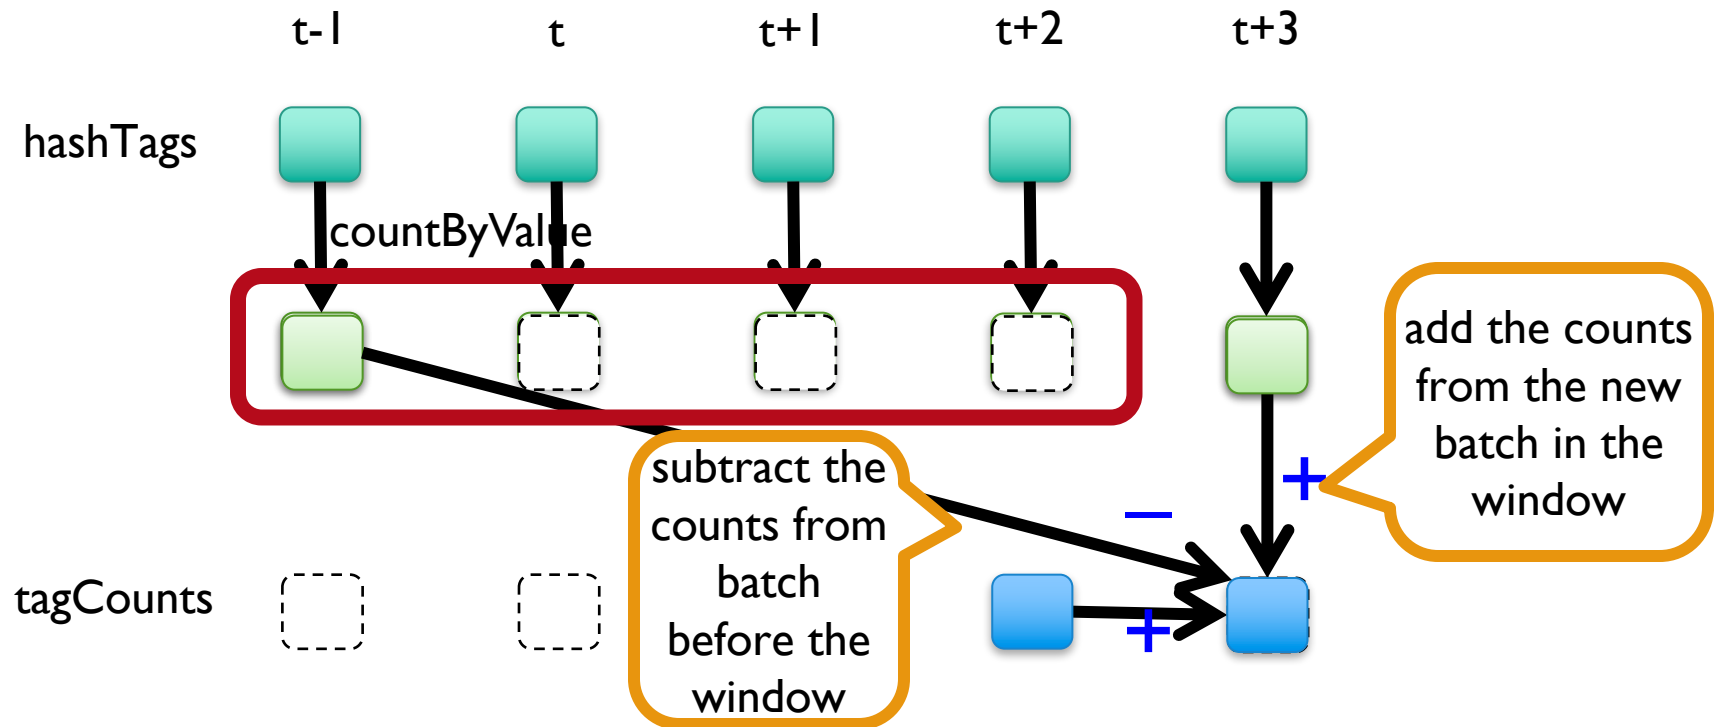 t-1 t t+1 t+2 t+3
hashTags
countByValue
add the counts
from the new
batch in the
window
+
subtract the
counts from
batch
before the
window
–
tagCounts
+